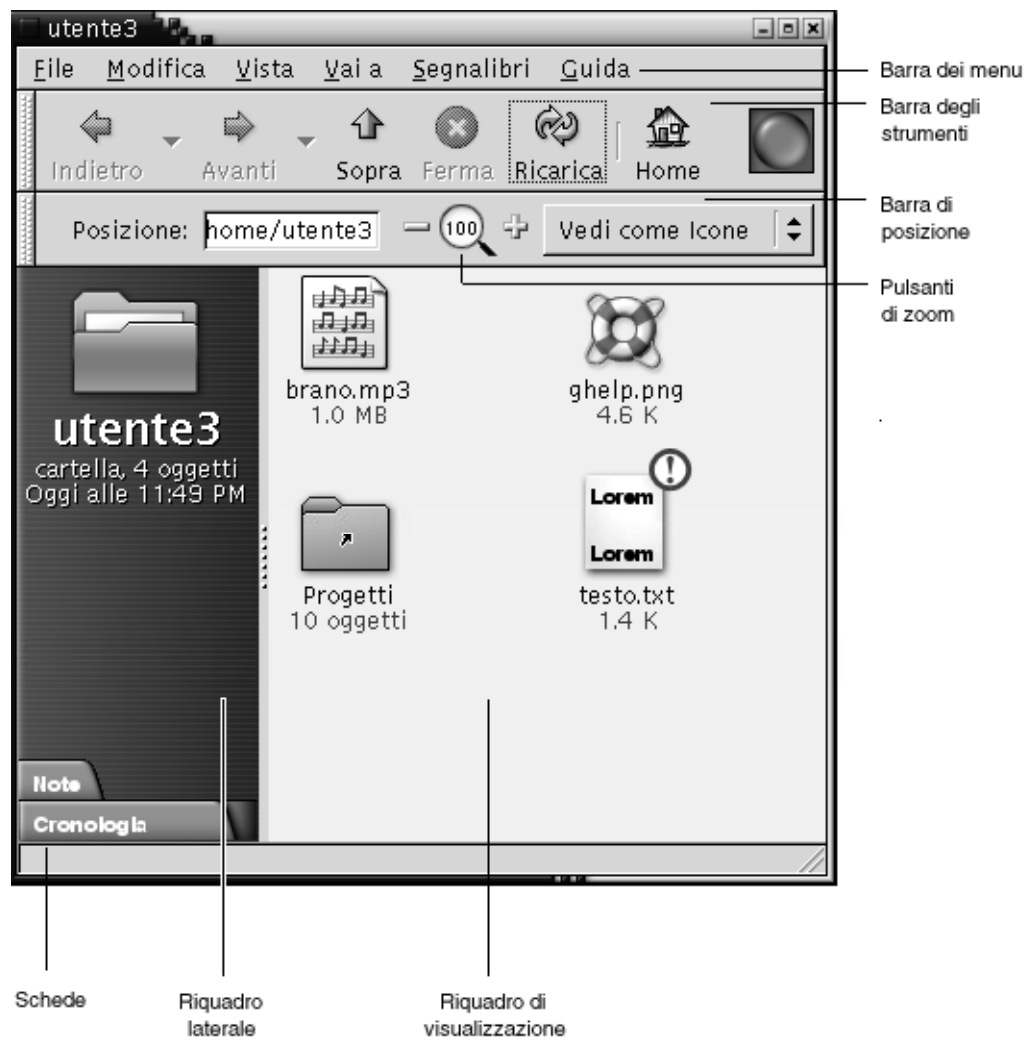 utente3
File Modifica Vista Vai a Segnalibri Guida
Barra dei menu
Barra degli
strumenti
Indietro Avanti Sopra Ferma Ricarica Home
Barra di
posizione
Posizione: home/utente3 100 Vedi come Icone
Pulsanti
di zoom
utente3
cartella, 4 oggetti
Oggi alle 11:49 PM
brano.mp3
1.0 MB
ghelp.png
4.6 K
Progetti
10 oggetti
Lorem
Lorem
testo.txt
1.4 K
Note
Cronologia
Schede
Riquadro
laterale
Riquadro di
visualizzazione